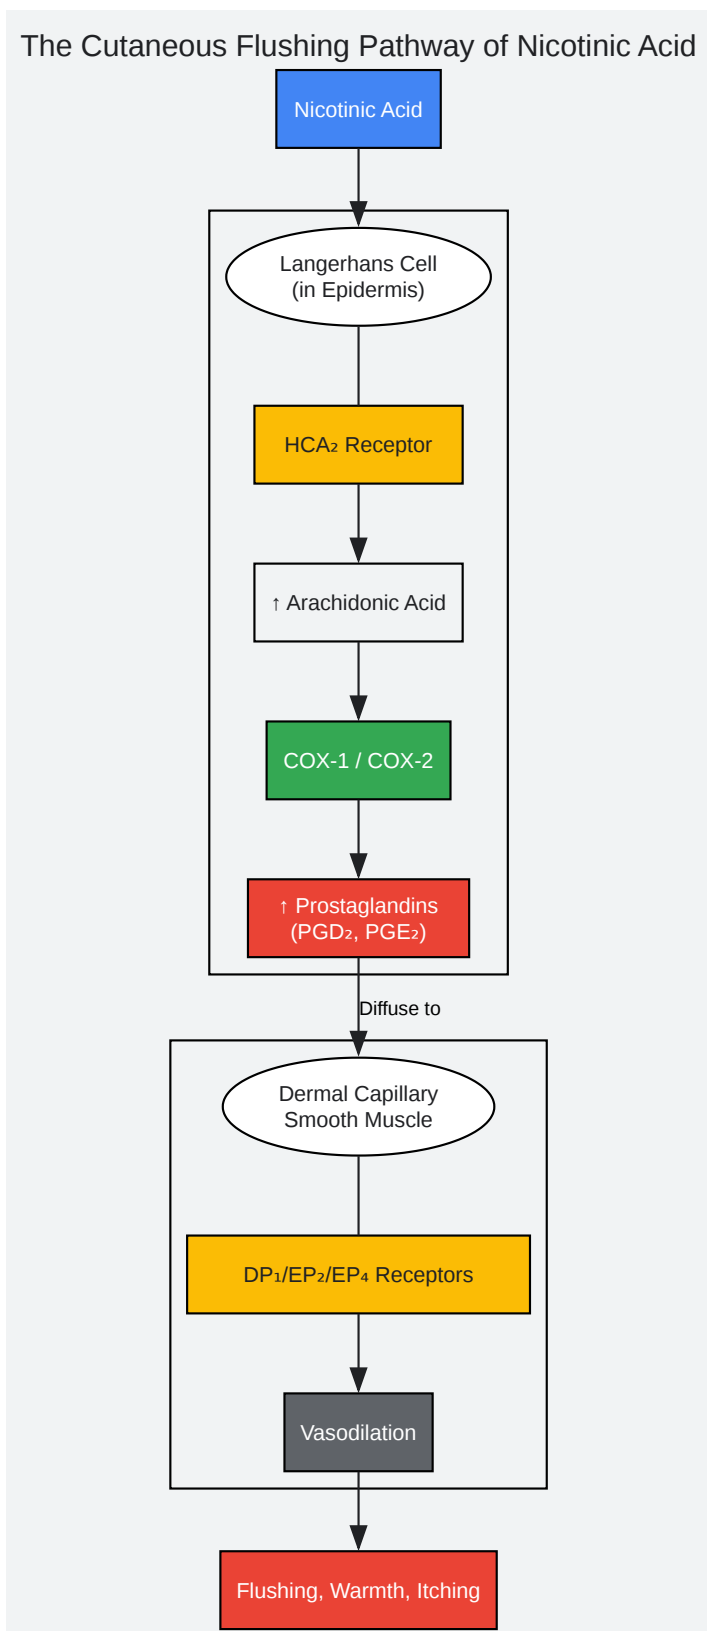 The Cutaneous Flushing Pathway of Nicotinic Acid
Nicotinic Acid
Langerhans Cell
(in Epidermis)
HCA₂ Receptor
↑ Arachidonic Acid
COX-1 / COX-2
↑ Prostaglandins
(PGD₂, PGE₂)
Diffuse to
Dermal Capillary
Smooth Muscle
DP₁/EP₂/EP₄ Receptors
Vasodilation
Flushing, Warmth, Itching